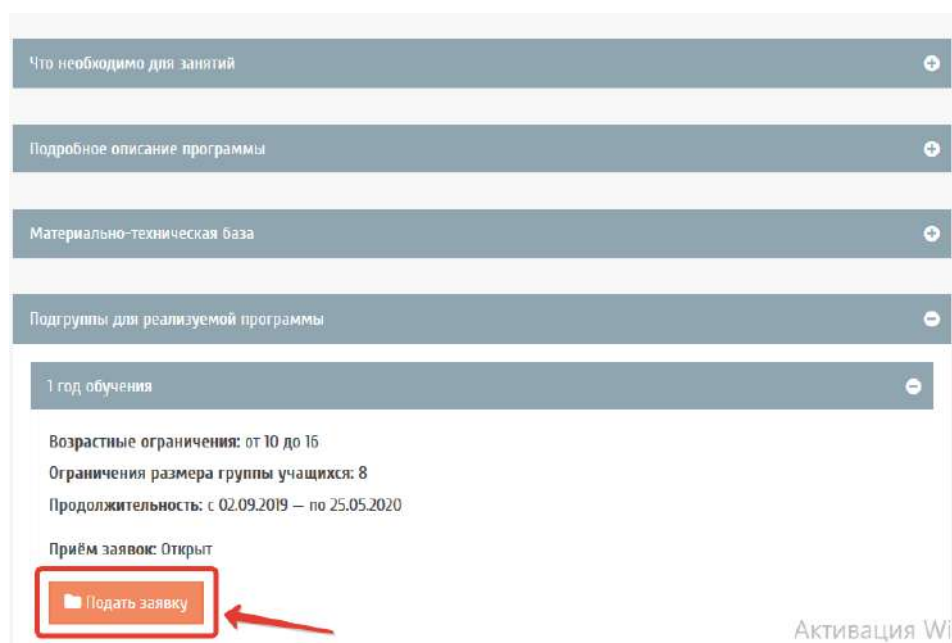 Что необходимо для занятий
Подробное описание программы
Материально-техническая база
Подгруппы для реализуемой программы
1 год обучения
Возрастные ограничения: от 10 до 16
Ограничения размера группы учащихся: 8
Продолжительность: с 02.09.2019 — по 25.05.2020
Приём заявок: Открыт
Подать заявку
Активация Wi